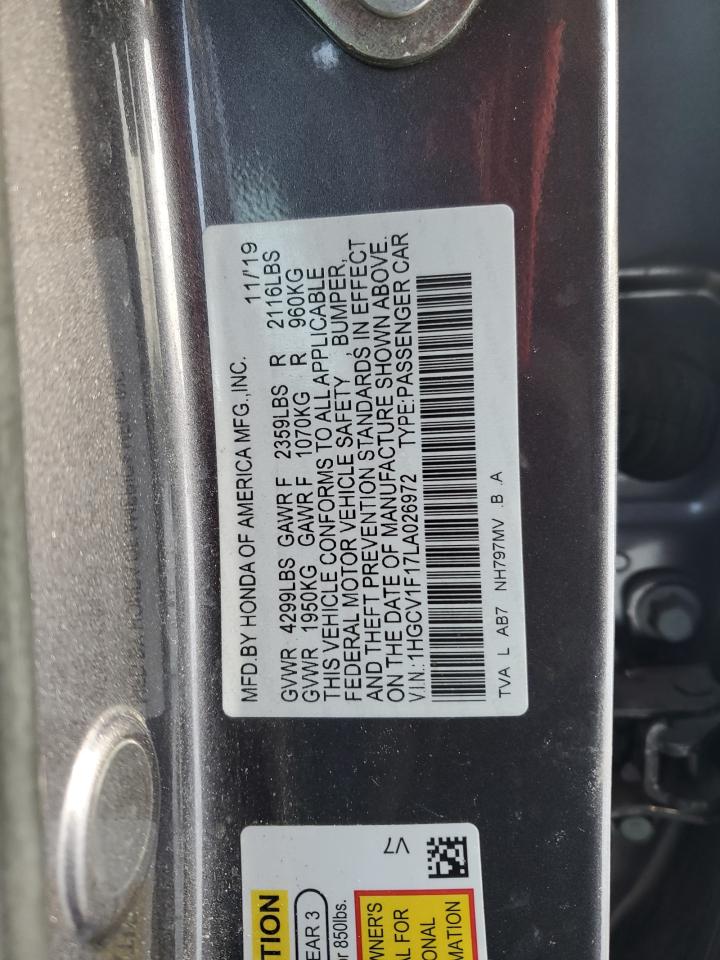 MFD.BY HONDA OF AMERICA MFG.,INC. 11/'19
GVWR 4299LBS GAWR F 2359LBS R 2116LBS
GVWR 1950KG GAWR F 1070KG R 960KG
THIS VEHICLE CONFORMS TO ALL APPLICABLE
FEDERAL MOTOR VEHICLE SAFETY , BUMPER,
AND THEFT PREVENTION STANDARDS IN EFFECT
ON THE DATE OF MANUFACTURE SHOWN ABOVE.
V.I.N.:1HGCV1F17LA026972 TYPE:PASSENGER CAR
TVA L AB7 NH797MV .B .A
V7
TION
EAR 3
or 850lbs.
WNER'S
AL FOR
IONAL
MATION